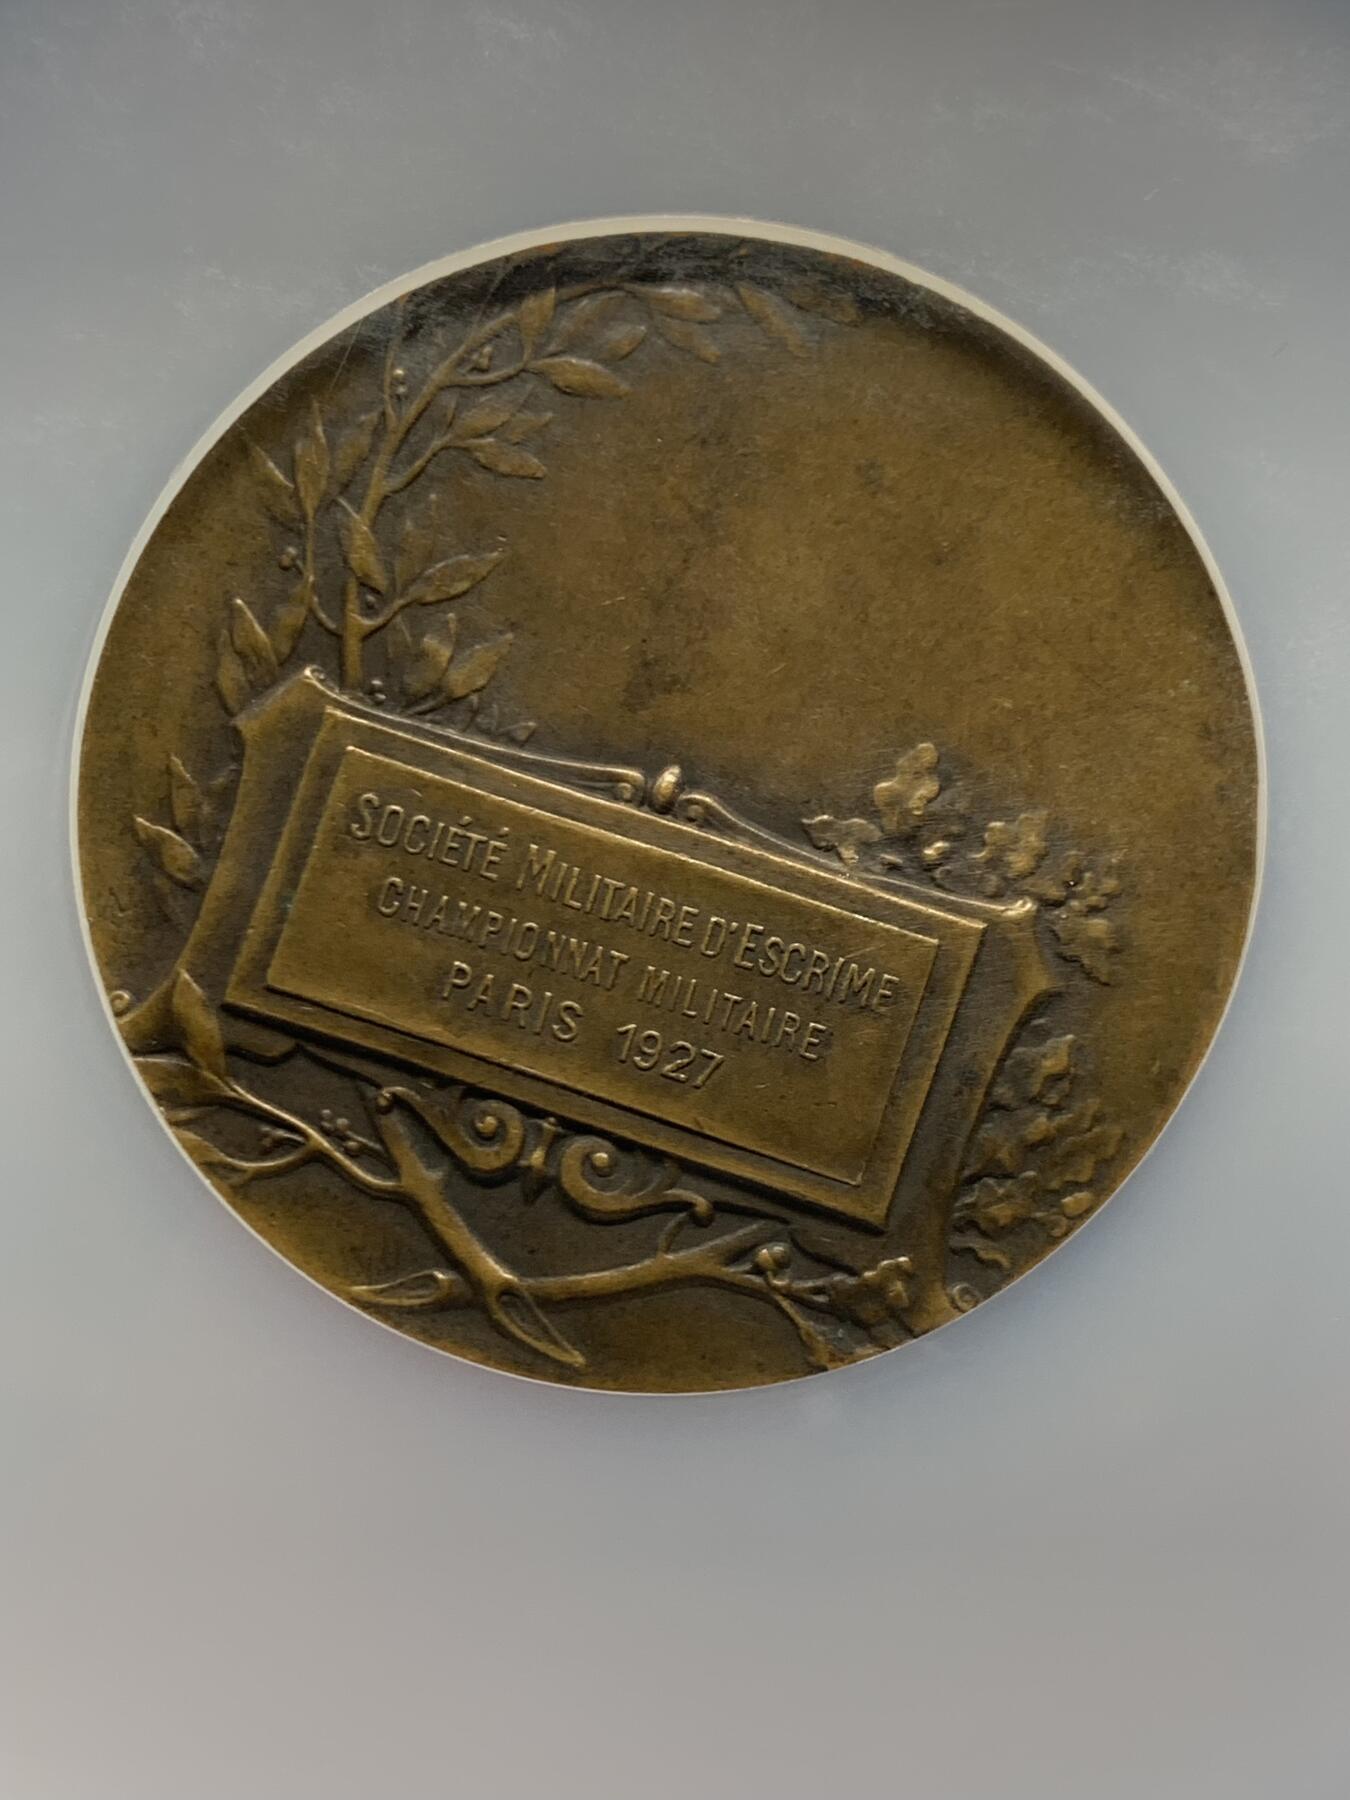 SOCIÉTÉ MILITAIRE D'ESCRIME
CHAMPIONNAT MILITAIRE
PARIS 1927